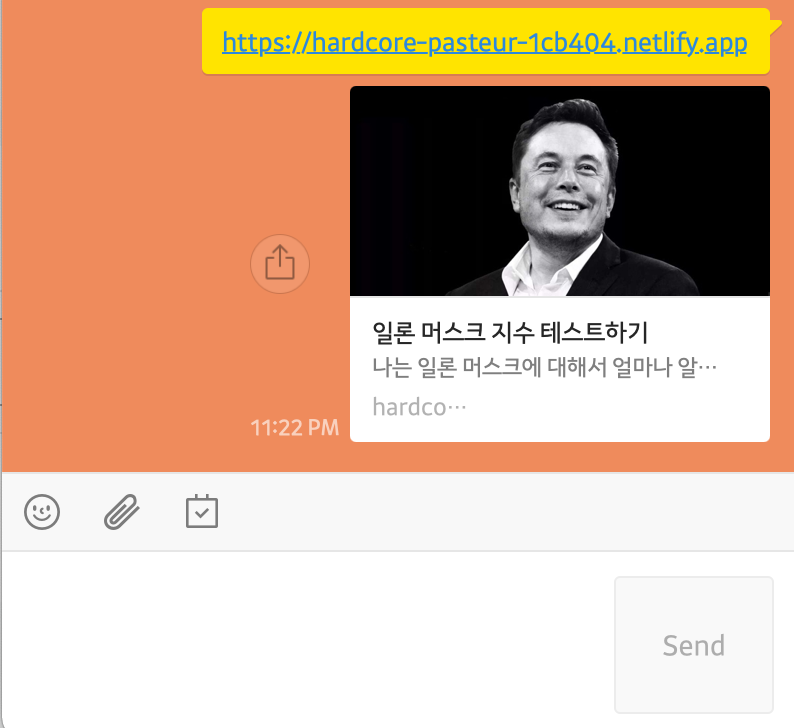 https://hardcore-pasteur-1cb404.netlify.app
일론 머스크 지수 테스트하기
나는 일론 머스크에 대해서 얼마나 알…
hardco…
11:22 PM
Send